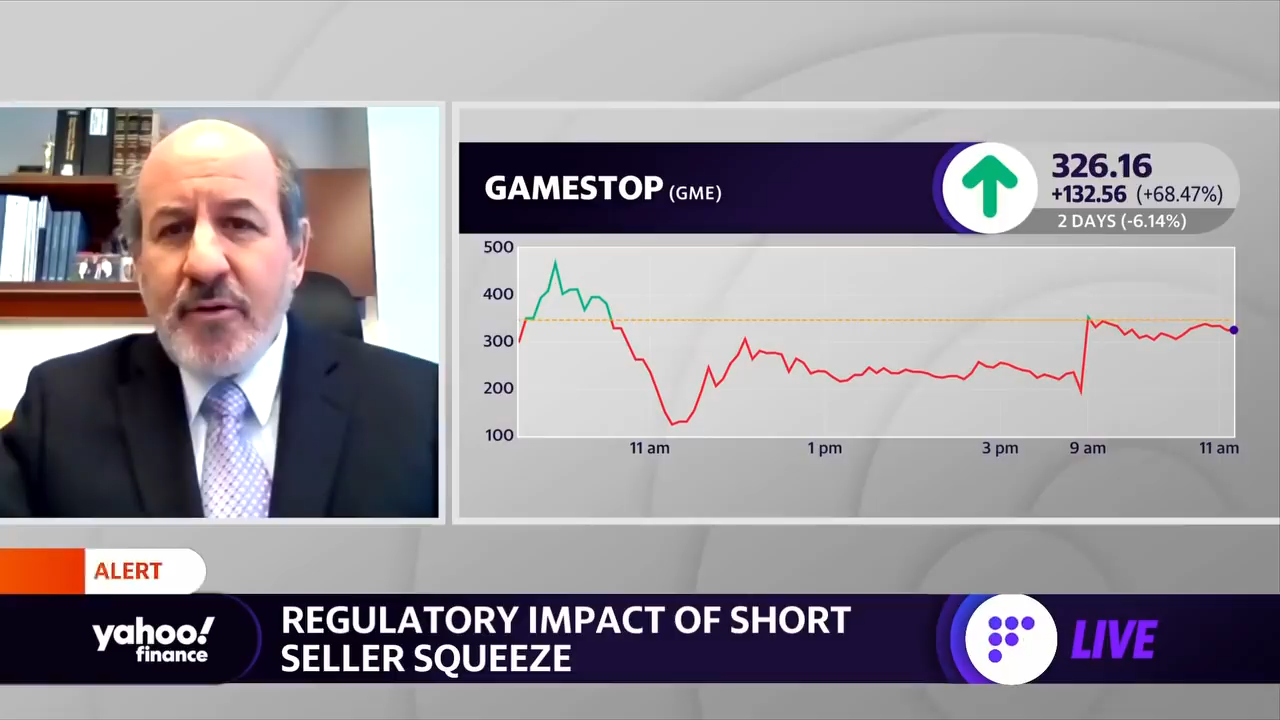 GAMESTOP (GME)
326.16
+132.56 (+68.47%)
2 DAYS (-6.14%)
500
400
300
200
100
11 am
1 pm
3 pm
9 am
11 am
ALERT
yahoo!
finance
REGULATORY IMPACT OF SHORT
SELLER SQUEEZE
LIVE